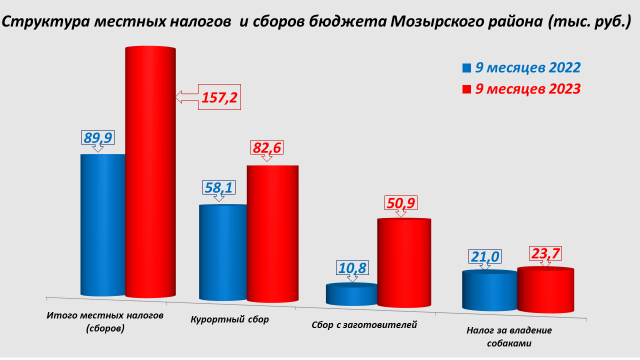 Структура местных налогов и сборов бюджета Мозырского района (тыс. руб.)
9 месяцев 2022
9 месяцев 2023
157,2
89,9
82,6
58,1
50,9
10,8
21,0
23,7
Итого местных налогов
(сборов)
Курортный сбор
Сбор с заготовителей
Налог за владение
собаками